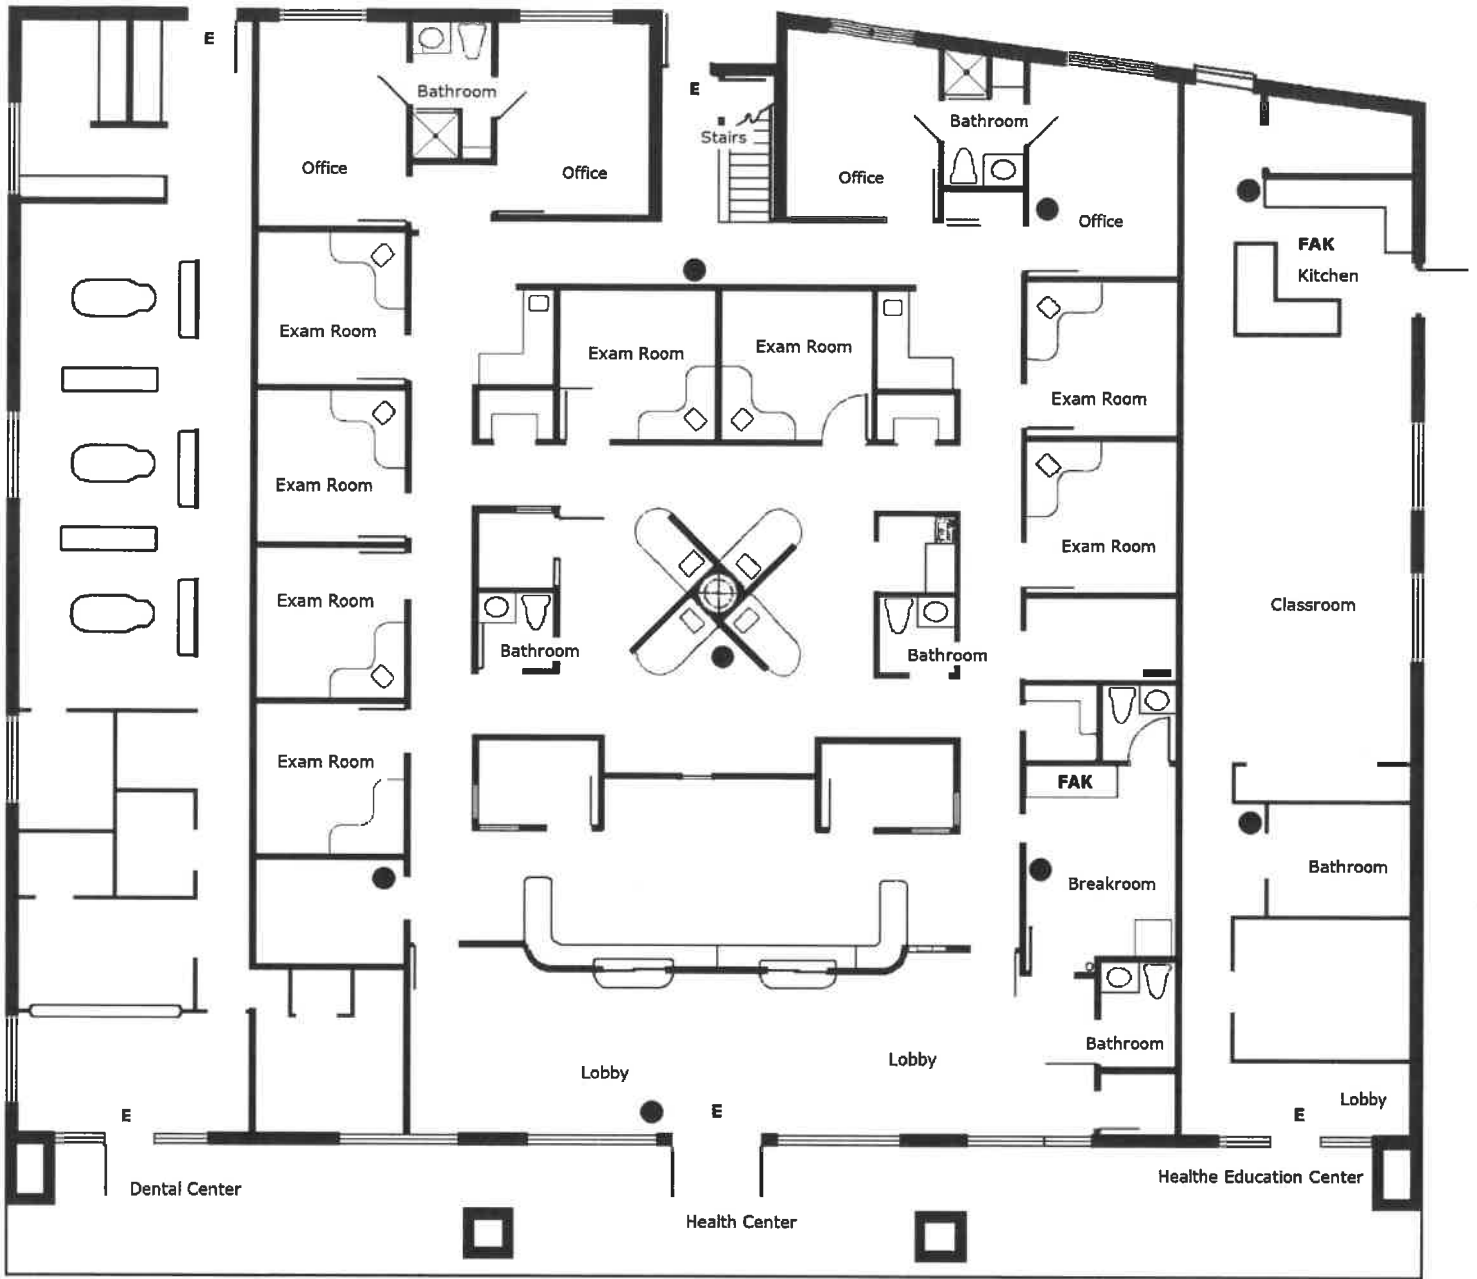 E
Bathroom
Office
Office
E
Stairs
Office
Bathroom
Office
FAK
Kitchen
Exam Room
Exam Room
Exam Room
Exam Room
Exam Room
Exam Room
Exam Room
Classroom
Bathroom
Bathroom
Exam Room
FAK
Breakroom
Bathroom
Bathroom
Lobby
Lobby
Lobby
E
E
E
Dental Center
Health Center
Healthe Education Center